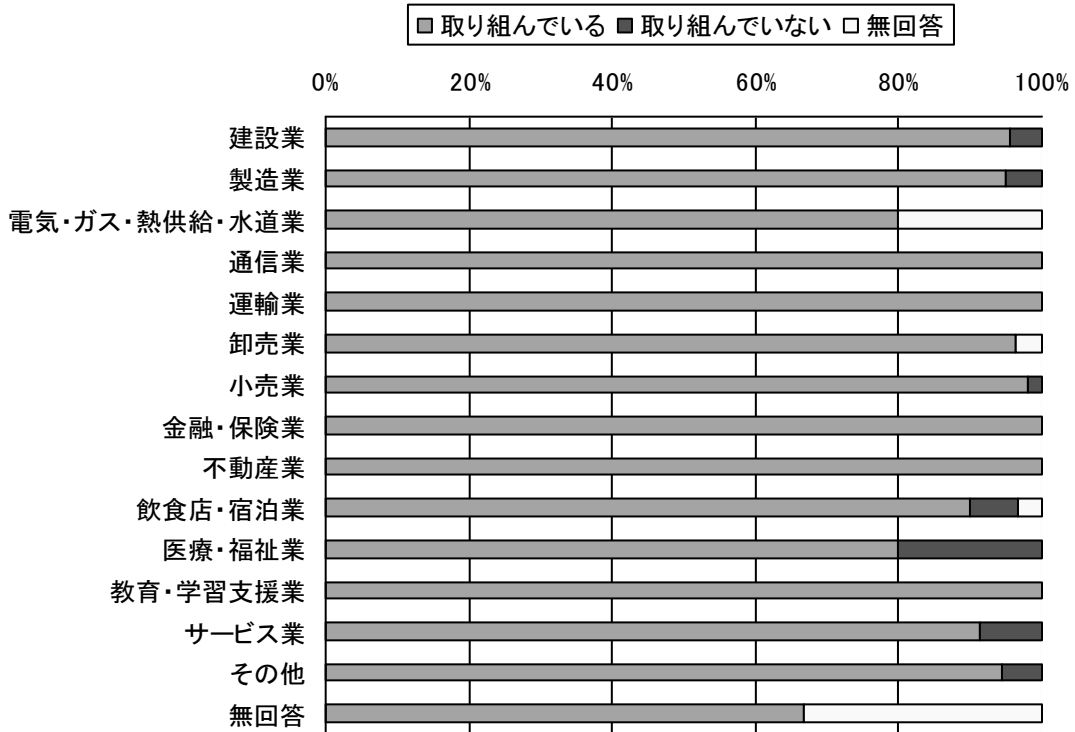 取り組んでいる 取り組んでいない 無回答
0% 20% 40% 60% 80% 100%
建設業
製造業
電気・ガス・熱供給・水道業
通信業
運輸業
卸売業
小売業
金融・保険業
不動産業
飲食店・宿泊業
医療・福祉業
教育・学習支援業
サービス業
その他
無回答